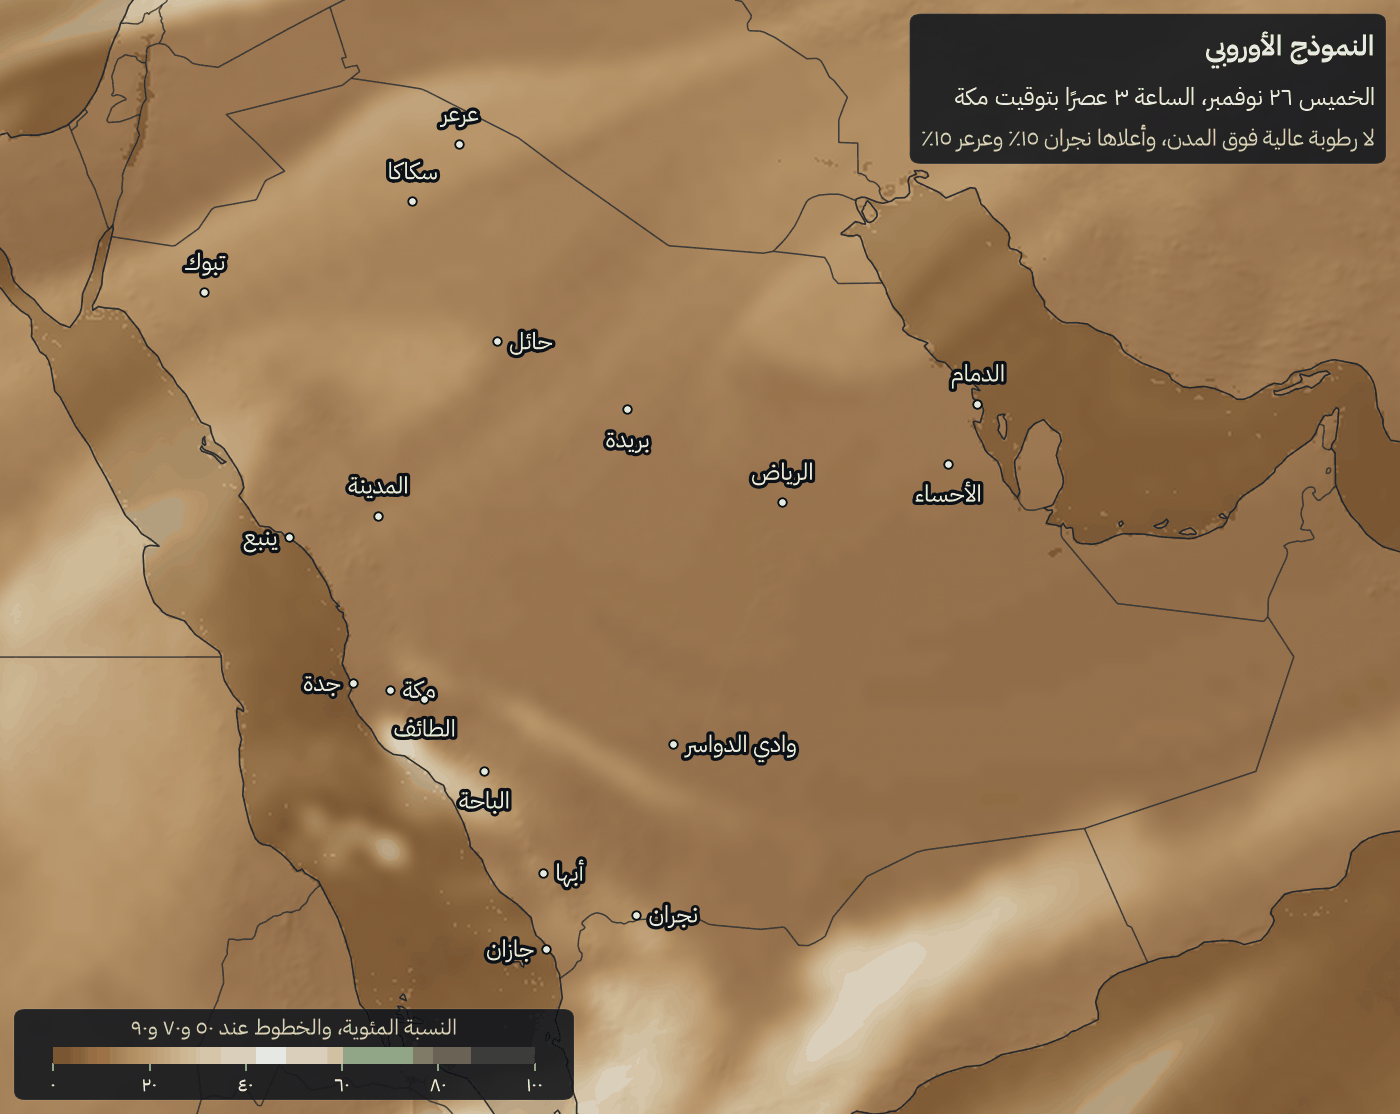 النموذج الأوروبي
الخميس ٢٦ نوفمبر، الساعة ٣ عصرًا بتوقيت مكة
لا رطوبة عالية فوق المدن، وأعلاها نجران ١٥٪ وعرعر ١٥٪
عرعر
سكاكا
تبوك
حائل
الدمام
بريدة
الرياض
المدينة
الأحساء
ينبع
جدة
مكة
الطائف
وادي الدواسر
الباحة
أبها
نجران
جازان
النسبة المئوية، والخطوط عند ٥٠ و٧٠ و٩٠
٠ ٢٠ ٤٠ ٦٠ ٨٠ ١٠٠